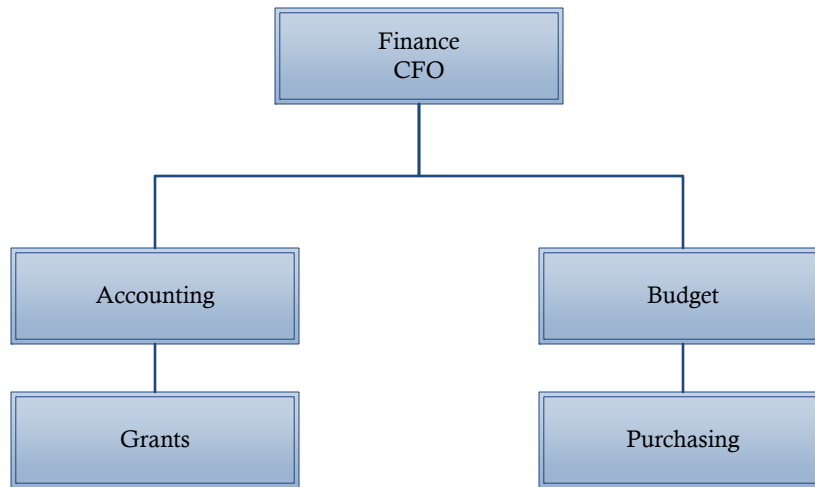 Finance
CFO
Accounting
Budget
Grants
Purchasing